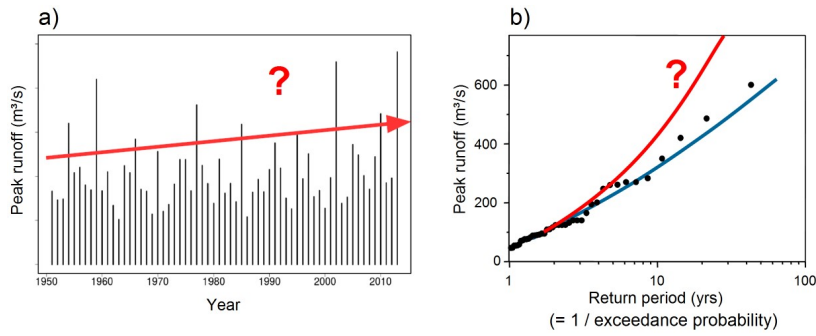 a)
Peak runoff (m³/s)
?
1950 1960 1970 1980 1990 2000 2010
Year
b)
Peak runoff (m³/s)
600
400
200
0
?
1 10 100
Return period (yrs)
(= 1 / exceedance probability)